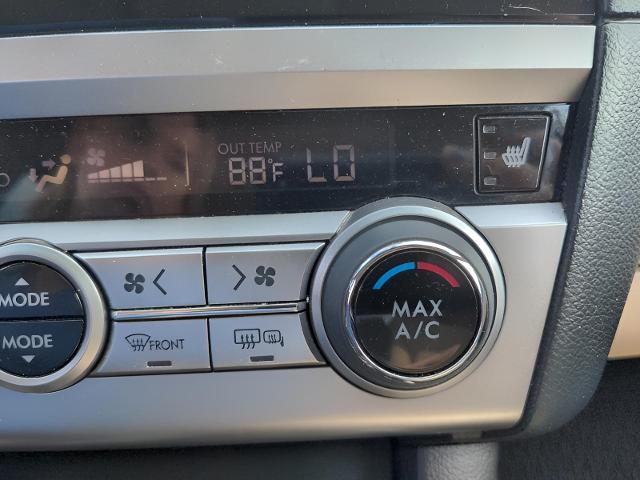 OUT TEMP
88°F LO
MODE
MODE
FRONT
MAX
A/C